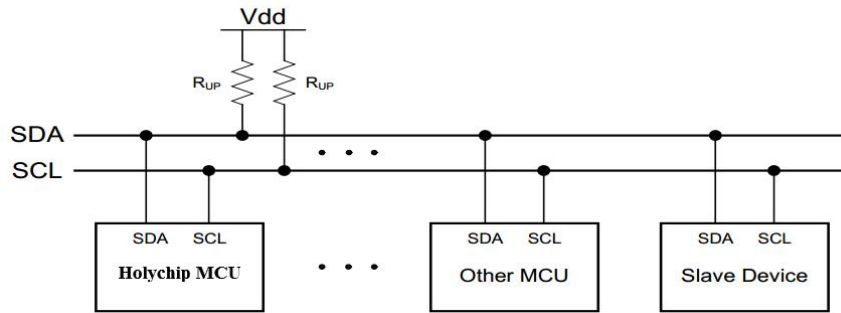 Vdd
RUP RUP
SDA
SCL
SDA SCL SDA SCL SDA SCL
Holychip MCU Other MCU Slave Device